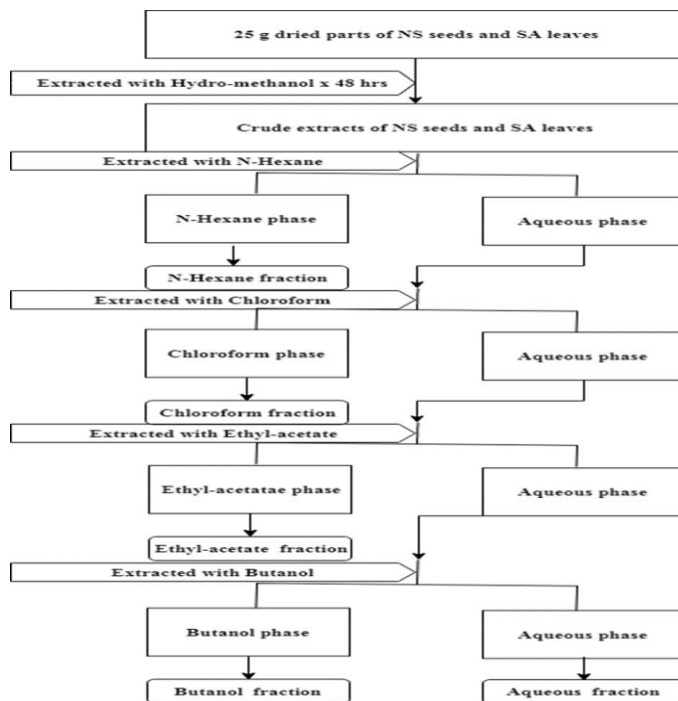 25 g dried parts of NS seeds and SA leaves
Extracted with Hydro-methanol x 48 hrs
Crude extracts of NS seeds and SA leaves
Extracted with N-Hexane
N-Hexane phase
Aqueous phase
N-Hexane fraction
Extracted with Chloroform
Chloroform phase
Aqueous phase
Chloroform fraction
Extracted with Ethyl-acetate
Ethyl-acetatae phase
Aqueous phase
Ethyl-acetate fraction
Extracted with Butanol
Butanol phase
Aqueous phase
Butanol fraction
Aqueous fraction